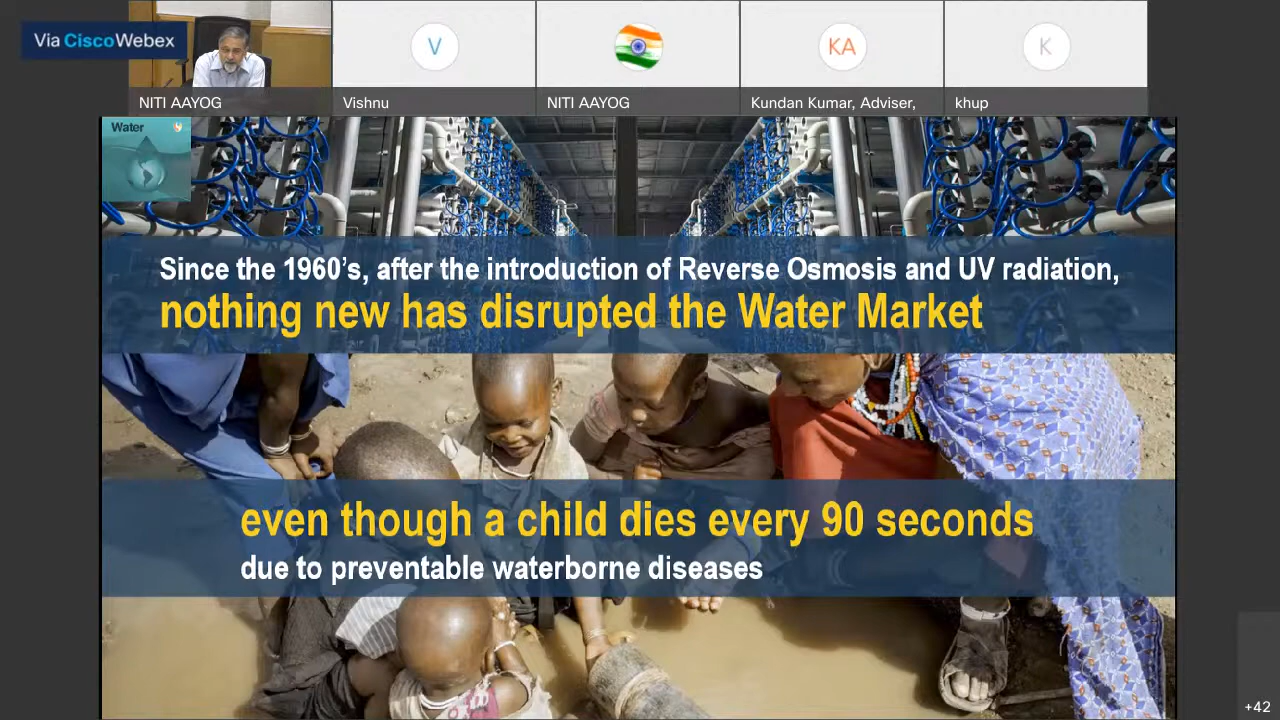 Via Cisco Webex
V
KA
K
NITI AAYOG
Vishnu
NITI AAYOG
Kundan Kumar, Adviser,
khup
Water
Since the 1960's, after the introduction of Reverse Osmosis and UV radiation,
nothing new has disrupted the Water Market
even though a child dies every 90 seconds
due to preventable waterborne diseases
+42